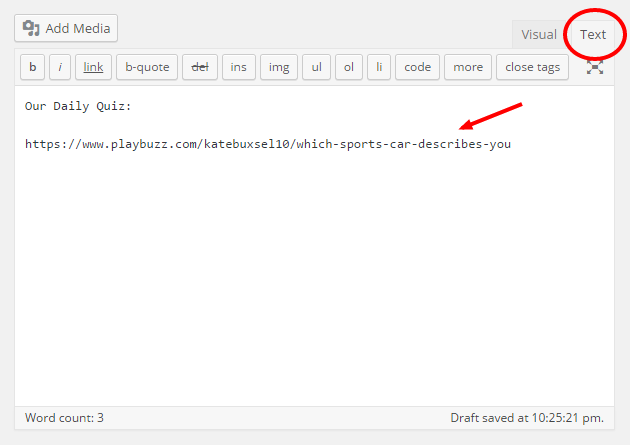 Add Media
Visual Text
b i link b-quote del ins img ul ol li code more close tags
Our Daily Quiz:
https://www.playbuzz.com/katebuxsel10/which-sports-car-describes-you
Word count: 3 Draft saved at 10:25:21 pm.